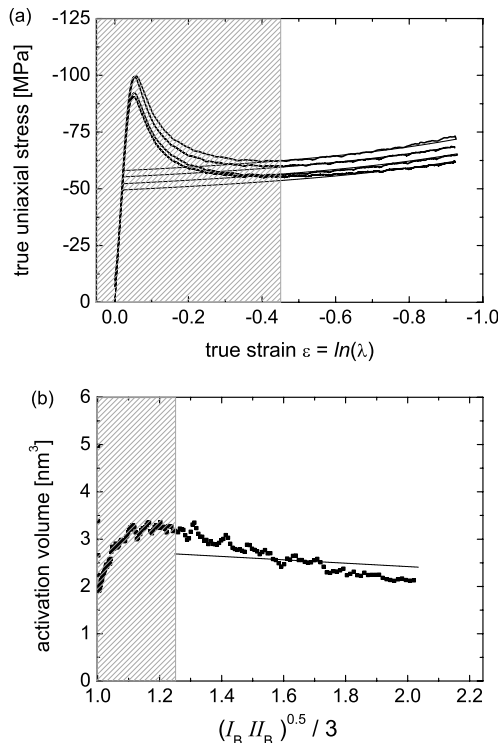 (a)
true uniaxial stress [MPa]
-125
-100
-75
-50
-25
0
0.0 -0.2 -0.4 -0.6 -0.8 -1.0
true strain ε = ln(λ)
(b)
activation volume [nm³]
6
5
4
3
2
1
0
1.0 1.2 1.4 1.6 1.8 2.0 2.2
(I_B II_B)^0.5 / 3